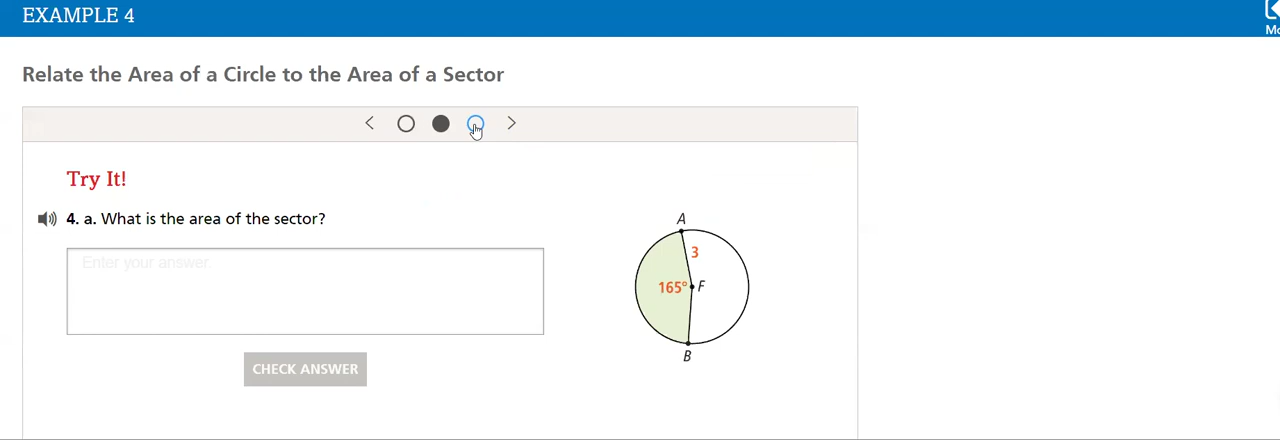 EXAMPLE 4
Relate the Area of a Circle to the Area of a Sector
Try It!
4. a. What is the area of the sector?
Enter your answer
CHECK ANSWER
A
3
165° F
B